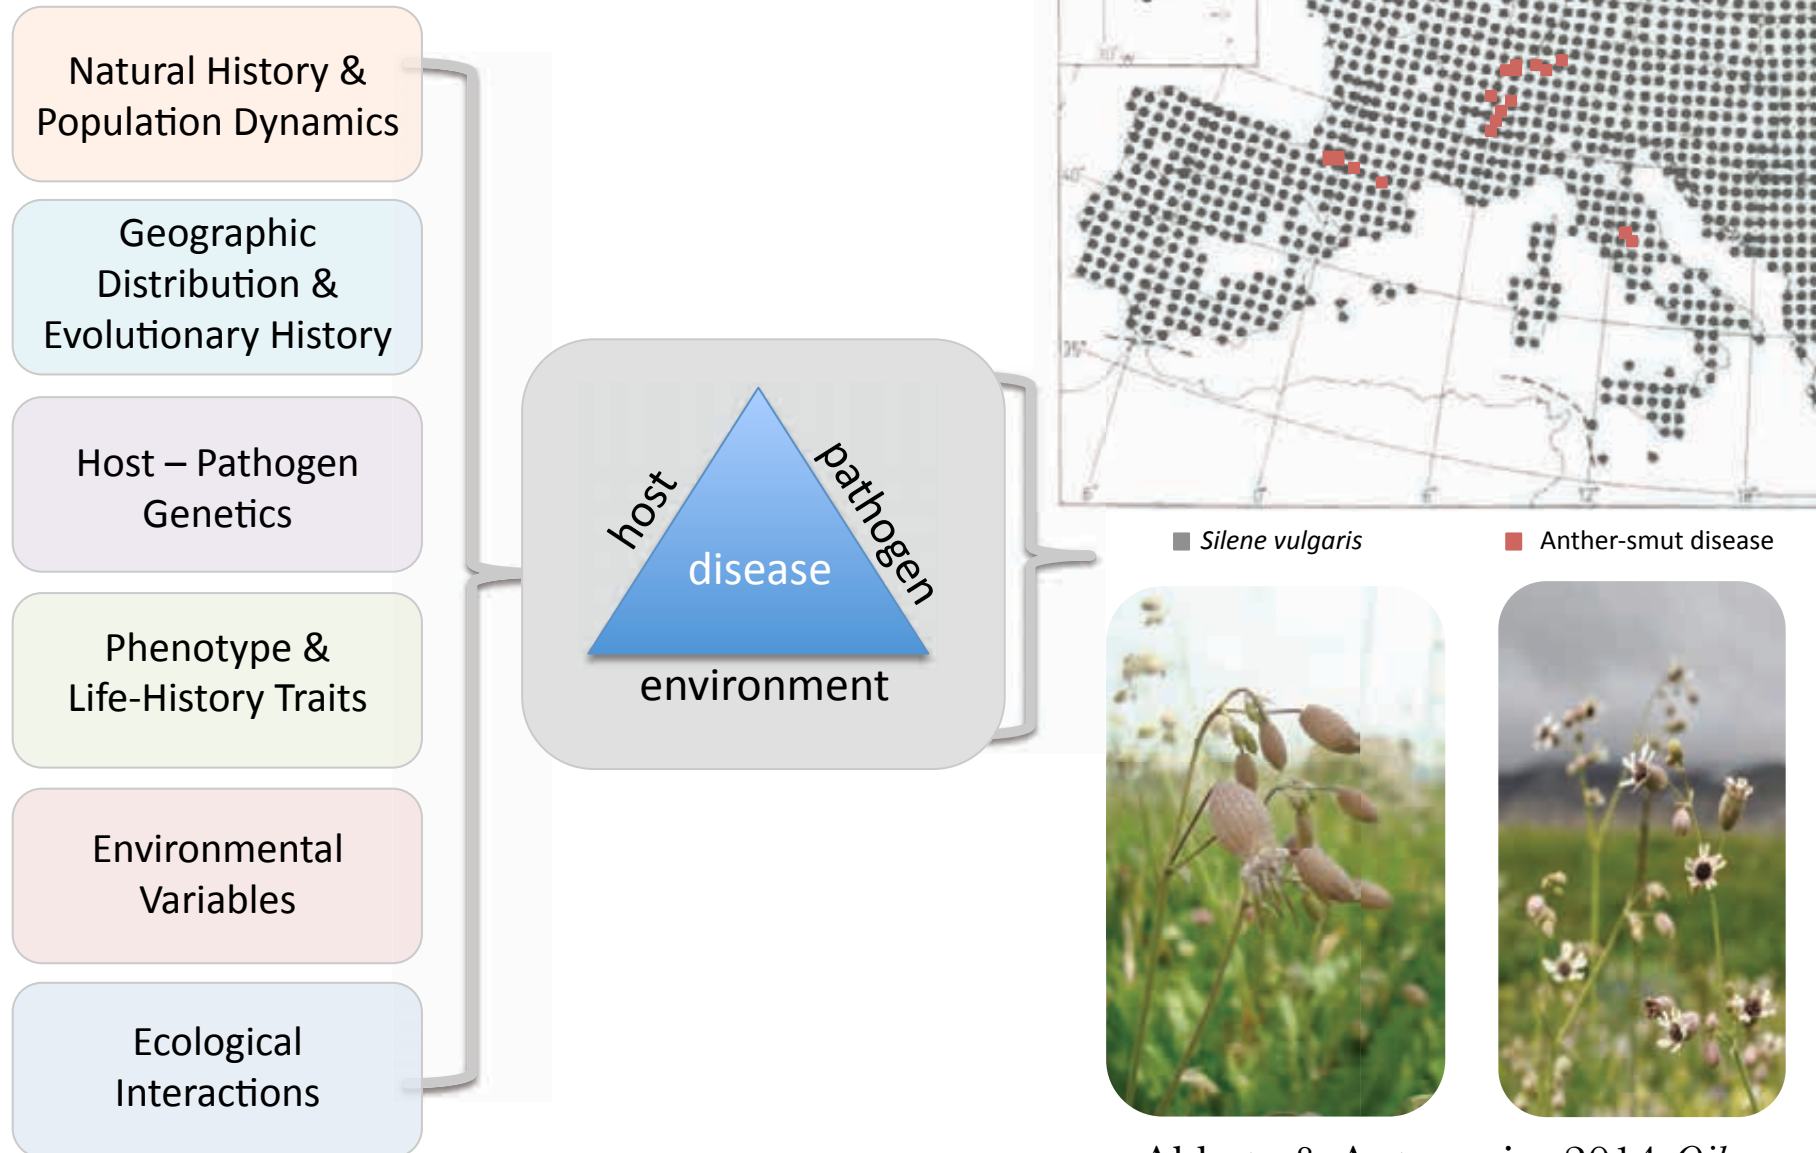 Natural History &
Population Dynamics
Geographic
Distribution &
Evolutionary History
Host – Pathogen
Genetics
Phenotype &
Life-History Traits
Environmental
Variables
Ecological
Interactions
host
pathogen
disease
environment
Silene vulgaris
Anther-smut disease
2014